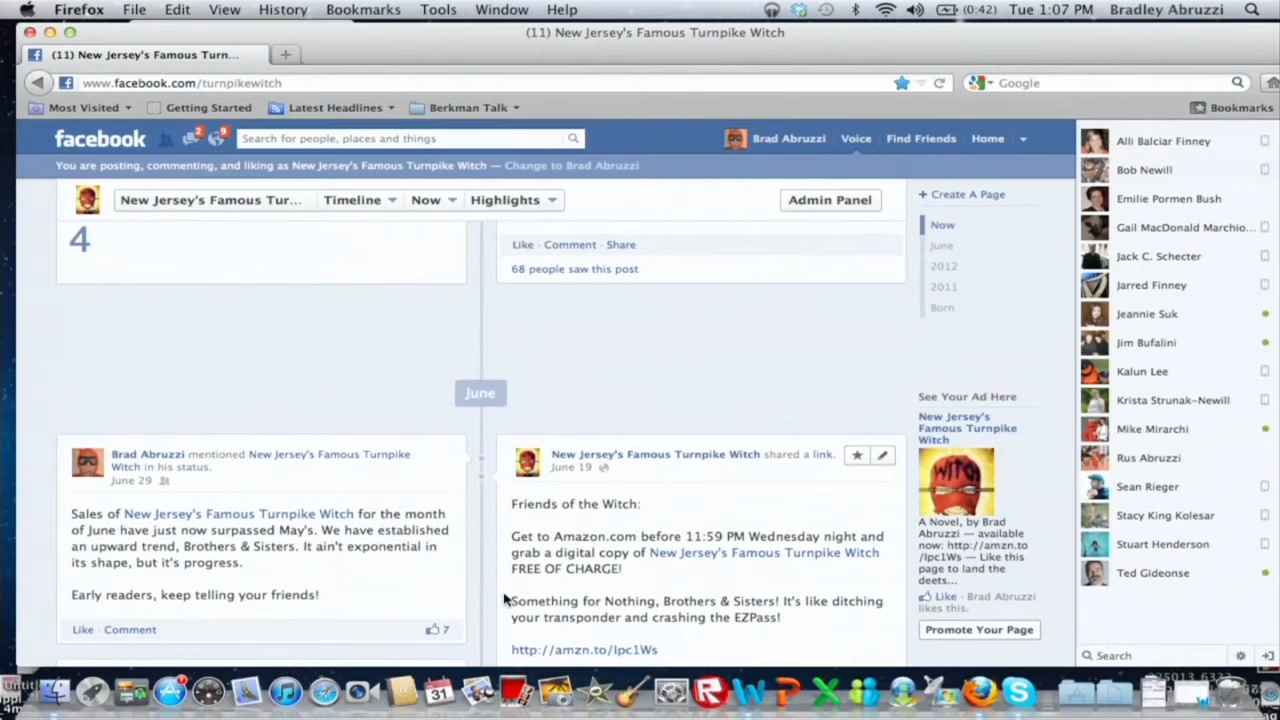 Firefox File Edit View History Bookmarks Tools Window Help (0:42) Tue 1:07 PM Bradley Abruzzi
(11) New Jersey's Famous Turnpike Witch
(11) New Jersey's Famous Turn...
www.facebook.com/turnpikewitch Google
Most Visited Getting Started Latest Headlines Berkman Talk Bookmarks
facebook 2 9 Search for people, places and things Brad Abruzzi Voice Find Friends Home
You are posting, commenting, and liking as New Jersey's Famous Turnpike Witch — Change to Brad Abruzzi
New Jersey's Famous Tur... Timeline Now Highlights Admin Panel
4
Like · Comment · Share
68 people saw this post
June
Brad Abruzzi mentioned New Jersey's Famous Turnpike
Witch in his status.
June 29
Sales of New Jersey's Famous Turnpike Witch for the month
of June have just now surpassed May's. We have established
an upward trend, Brothers & Sisters. It ain't exponential in
its shape, but it's progress.
Early readers, keep telling your friends!
Like · Comment 7
New Jersey's Famous Turnpike Witch shared a link.
June 19
Friends of the Witch:
Get to Amazon.com before 11:59 PM Wednesday night and
grab a digital copy of New Jersey's Famous Turnpike Witch
FREE OF CHARGE!
Something for Nothing, Brothers & Sisters! It's like ditching
your transponder and crashing the EZPass!
http://amzn.to/Ipc1Ws
+ Create A Page
Now
June
2012
2011
Born
See Your Ad Here
New Jersey's
Famous Turnpike
Witch
WITCH
A Novel, by Brad
Abruzzi — available
now: http://amzn.to
/Ipc1Ws — Like this
page to land the
deets...
Like · Brad Abruzzi
likes this.
Promote Your Page
Alli Balciar Finney
Bob Newill
Emilie Pormen Bush
Gail MacDonald Marchio...
Jack C. Schecter
Jarred Finney
Jeannie Suk
Jim Bufalini
Kalun Lee
Krista Strunak-Newill
Mike Mirarchi
Rus Abruzzi
Sean Rieger
Stacy King Kolesar
Stuart Henderson
Ted Gideonse
Search
31